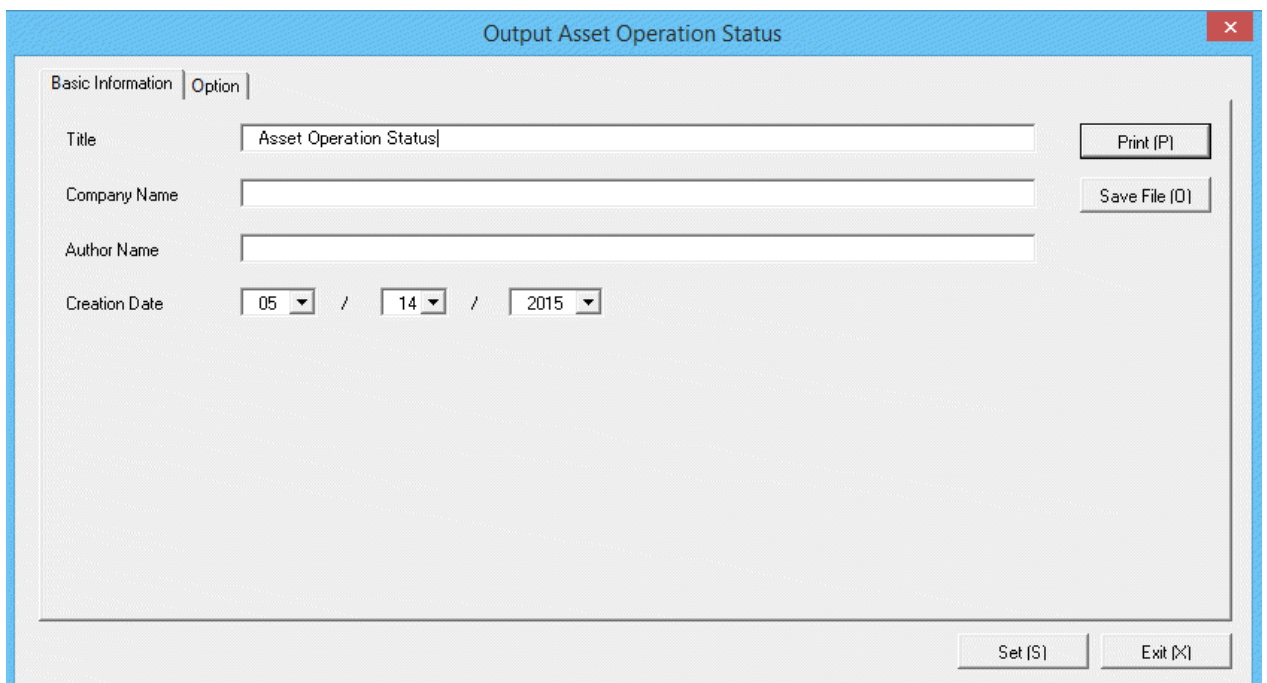 Output Asset Operation Status
Basic Information Option
Title Asset Operation Status Print (P)
Company Name Save File (O)
Author Name
Creation Date 05 / 14 / 2015
Set (S) Exit (X)